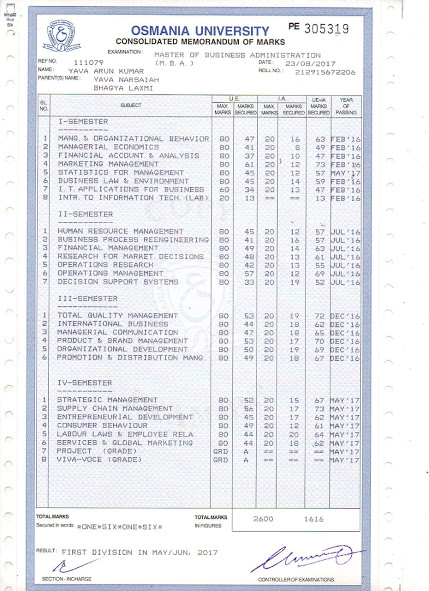 OSMANIA UNIVERSITY PE 305319
CONSOLIDATED MEMORANDUM OF MARKS
EXAMINATION: MASTER OF BUSINESS ADMINISTRATION
REF NO. 111079 (M.B.A.) DATE: 23/08/2017
NAME: YAVA ARUN KUMAR ROLL NO.: 212915672206
PARENT(S) NAME: YAVA NARSAIAH
BHAGYA LAXMI
SL. NO. SUBJECT U.E. MAX. MARKS MARKS SECURED I.A. MAX. MARKS MARKS SECURED UE+IA MARKS SECURED YEAR OF PASSING
I-SEMESTER
1 MANG. & ORGANIZATIONAL BEHAVIOR 80 47 20 16 63 FEB'16
2 MANAGERIAL ECONOMICS 80 41 20 8 49 FEB'16
3 FINANCIAL ACCOUNT. & ANALYSIS 80 37 20 10 47 FEB'16
4 MARKETING MANAGEMENT 80 61 20 12 73 FEB'16
5 STATISTICS FOR MANAGEMENT 80 45 20 12 57 MAY'17
6 BUSINESS LAW & ENVIRONMENT 80 45 20 14 59 FEB'16
7 I.T. APPLICATIONS FOR BUSINESS 60 34 20 13 47 FEB'16
8 INTR. TO INFORMATION TECH. (LAB) 20 13 == == 13 FEB'16
II-SEMESTER
1 HUMAN RESOURCE MANAGEMENT 80 45 20 12 57 JUL'16
2 BUSINESS PROCESS REENGINEERING 80 41 20 16 57 JUL'16
3 FINANCIAL MANAGEMENT 80 49 20 14 63 JUL'16
4 RESEARCH FOR MARKET. DECISIONS 80 48 20 13 61 JUL'16
5 OPERATIONS RESEARCH 80 42 20 13 55 JUL'16
6 OPERATIONS MANAGEMENT 80 57 20 12 69 JUL'16
7 DECISION SUPPORT SYSTEMS 80 33 20 19 52 JUL'16
III-SEMESTER
1 TOTAL QUALITY MANAGEMENT 80 53 20 19 72 DEC'16
2 INTERNATIONAL BUSINESS 80 44 20 18 62 DEC'16
3 MANAGERIAL COMMUNICATION 80 47 20 18 65 DEC'16
4 PRODUCT & BRAND MANAGEMENT 80 53 20 17 70 DEC'16
5 ORGANIZATIONAL DEVELOPMENT 80 50 20 19 69 DEC'16
6 PROMOTION & DISTRIBUTION MANG. 80 49 20 18 67 DEC'16
IV-SEMESTER
1 STRATEGIC MANAGEMENT 80 52 20 15 67 MAY'17
2 SUPPLY CHAIN MANAGEMENT 80 56 20 17 73 MAY'17
3 ENTREPRENEURIAL DEVELOPMENT 80 45 20 17 62 MAY'17
4 CONSUMER BEHAVIOUR 80 49 20 12 61 MAY'17
5 LABOUR LAWS & EMPLOYEE RELA. 80 44 20 20 64 MAY'17
6 SERVICES & GLOBAL MARKETING 80 44 20 18 62 MAY'17
7 PROJECT (GRADE) GRD A == == == MAY'17
8 VIVA-VOCE (GRADE) GRD A == == == MAY'17
TOTAL MARKS TOTAL MARKS 2600 1616
Secured in words *ONE*SIX*ONE*SIX* IN FIGURES
RESULT: FIRST DIVISION IN MAY/JUN, 2017
SECTION - INCHARGE CONTROLLER OF EXAMINATIONS